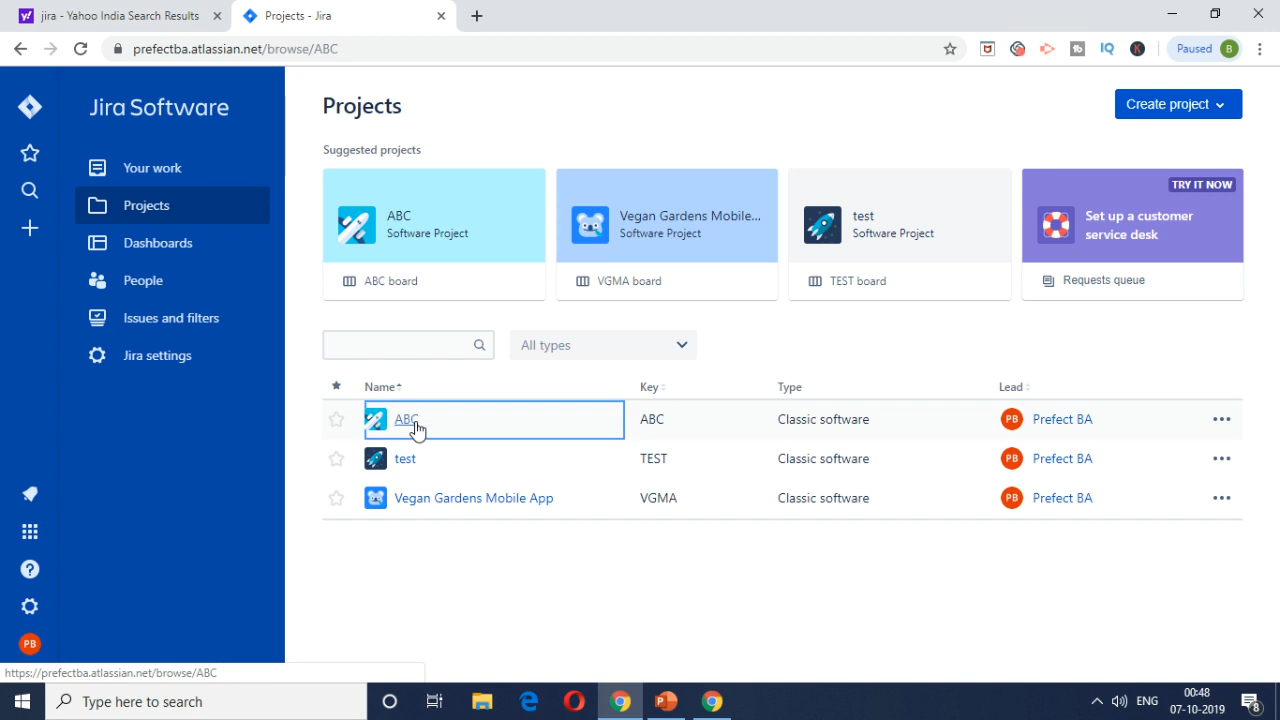 jira - Yahoo India Search Results
Projects - Jira
prefectba.atlassian.net/browse/ABC
Paused B
Jira Software
Your work
Projects
Dashboards
People
Issues and filters
Jira settings
PB
Projects
Create project
Suggested projects
ABC
Software Project
ABC board
Vegan Gardens Mobile...
Software Project
VGMA board
test
Software Project
TEST board
TRY IT NOW
Set up a customer
service desk
Requests queue
All types
Name Key Type Lead
ABC ABC Classic software PB Prefect BA
test TEST Classic software PB Prefect BA
Vegan Gardens Mobile App VGMA Classic software PB Prefect BA
https://prefectba.atlassian.net/browse/ABC
Type here to search
ENG
00:48
07-10-2019
8